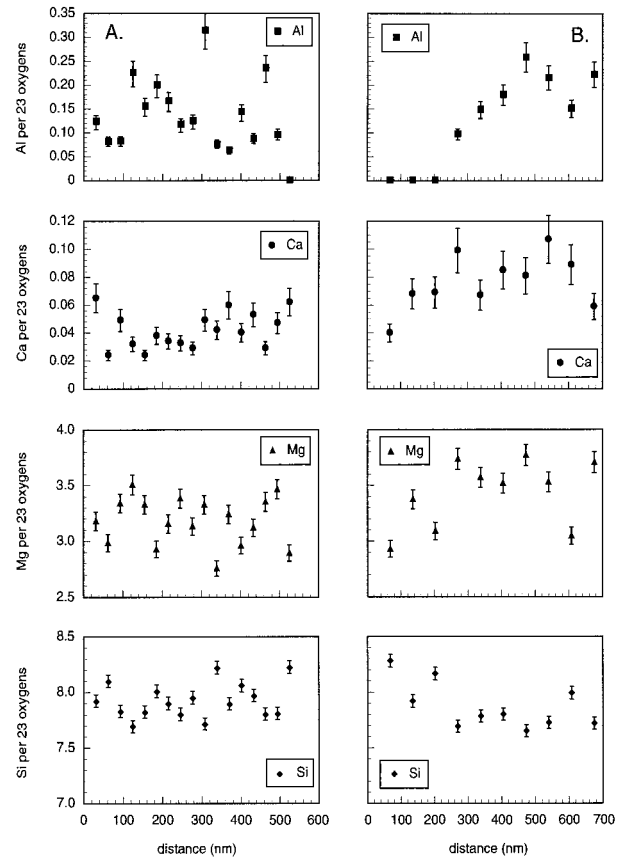 A.
Al
B.
Al
Al per 23 oxygens
0.35
0.30
0.25
0.20
0.15
0.10
0.05
0
Ca
Ca
Ca per 23 oxygens
0.12
0.10
0.08
0.06
0.04
0.02
0
Mg
Mg
Mg per 23 oxygens
4.0
3.5
3.0
2.5
Si
Si
Si per 23 oxygens
8.5
8.0
7.5
7.0
0 100 200 300 400 500 600
0 100 200 300 400 500 600 700
distance (nm)
distance (nm)